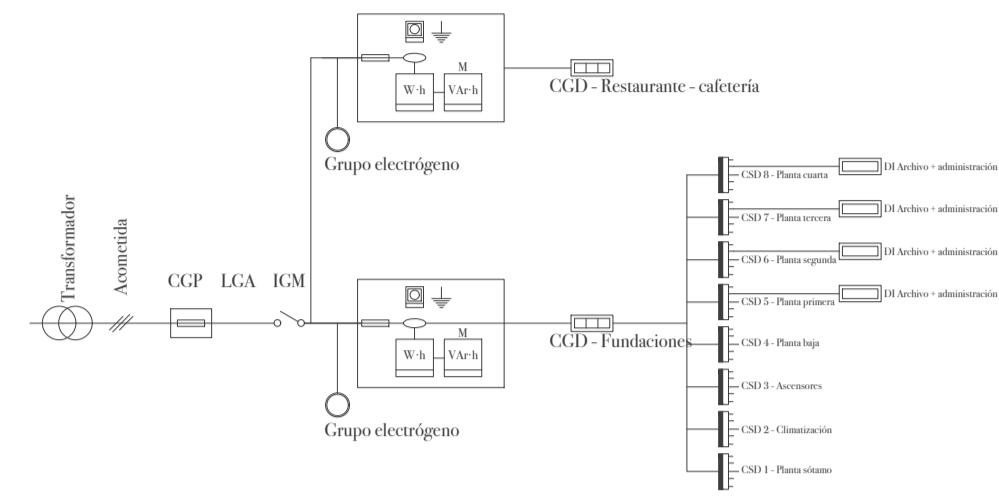 M
W·h
VAr·h
CGD - Restaurante - cafetería
Grupo electrógeno
Transformador
Acometida
CGP
LGA
IGM
M
W·h
VAr·h
CGD - Fundaciones
Grupo electrógeno
CSD 8 - Planta cuarta
DI Archivo + administración
CSD 7 - Planta tercera
DI Archivo + administración
CSD 6 - Planta segunda
DI Archivo + administración
CSD 5 - Planta primera
DI Archivo + administración
CSD 4 - Planta baja
CSD 3 - Ascensores
CSD 2 - Climatización
CSD 1 - Planta sótamo